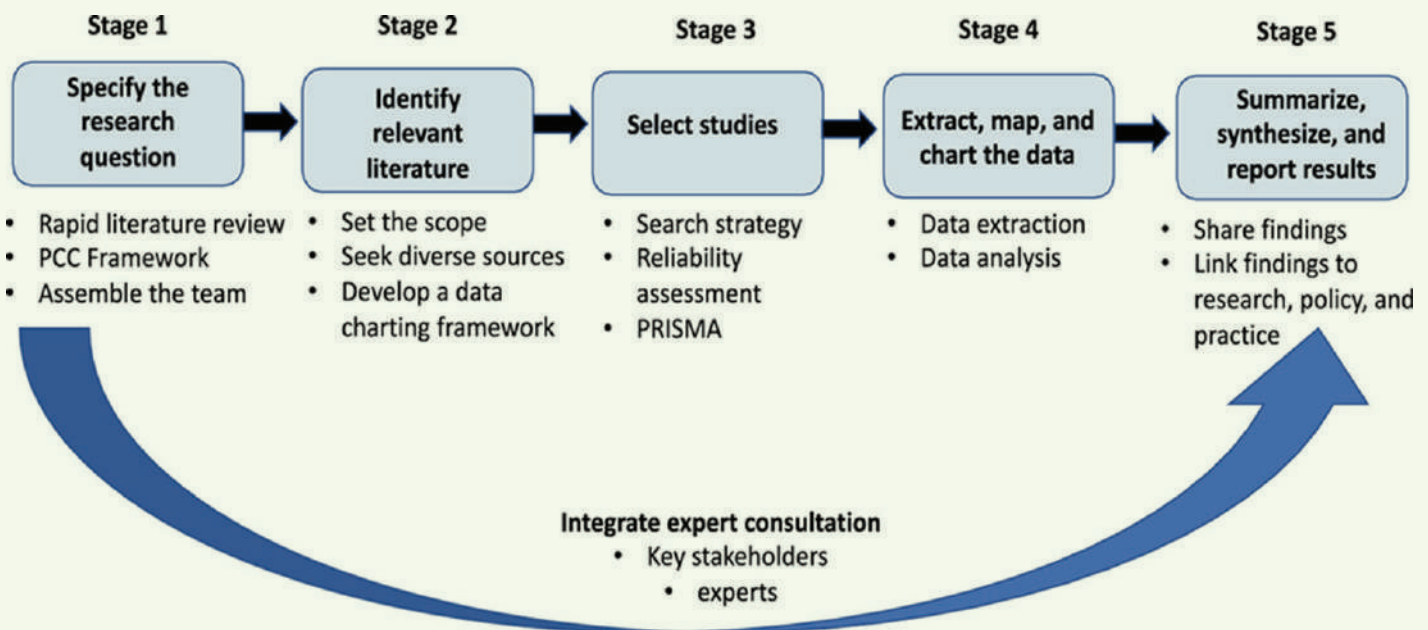 Stage 1
Specify the
research
question
• Rapid literature review
• PCC Framework
• Assemble the team
Stage 2
Identify
relevant
literature
• Set the scope
• Seek diverse sources
• Develop a data
charting framework
Stage 3
Select studies
• Search strategy
• Reliability
assessment
• PRISMA
Stage 4
Extract, map, and
chart the data
• Data extraction
• Data analysis
Stage 5
Summarize,
synthesize, and
report results
• Share findings
• Link findings to
research, policy, and
practice
Integrate expert consultation
• Key stakeholders
• experts